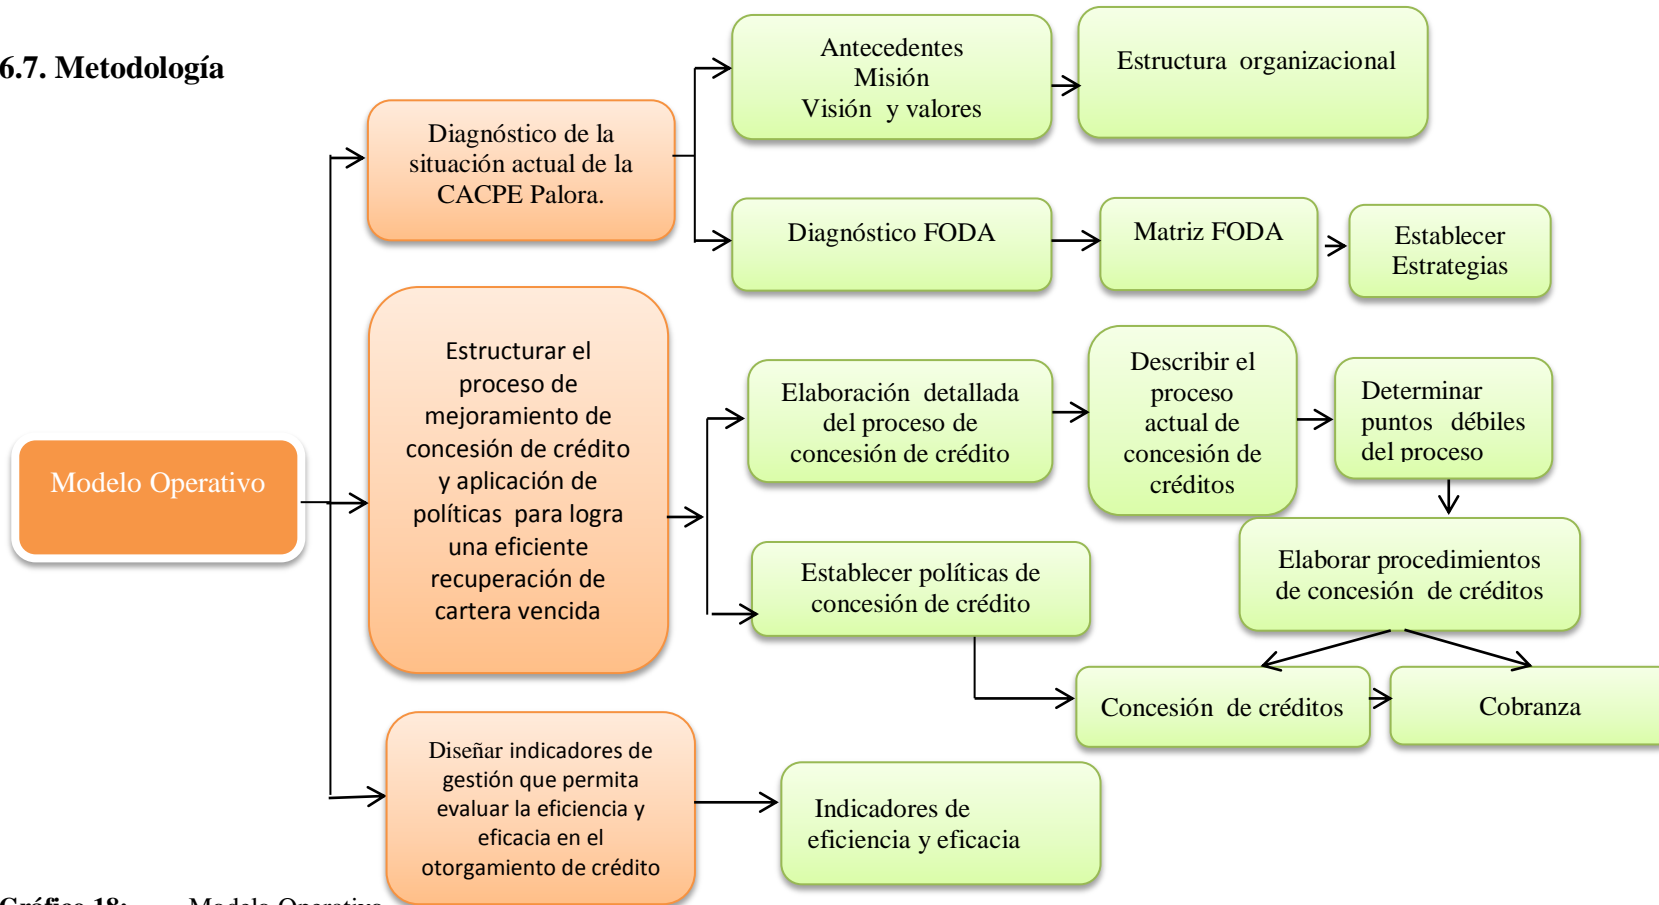 6.7. Metodología
Antecedentes
Misión
Visión y valores
Estructura organizacional
Diagnóstico de la
situación actual de la
CACPE Palora.
Diagnóstico FODA
Matriz FODA
Establecer
Estrategias
Estructurar el
proceso de
mejoramiento de
concesión de crédito
y aplicación de
políticas para logra
una eficiente
recuperación de
cartera vencida
Elaboración detallada
del proceso de
concesión de crédito
Describir el
proceso
actual de
concesión de
créditos
Determinar
puntos débiles
del proceso
Modelo Operativo
Establecer políticas de
concesión de crédito
Elaborar procedimientos
de concesión de créditos
Concesión de créditos
Cobranza
Diseñar indicadores de
gestión que permita
evaluar la eficiencia y
eficacia en el
otorgamiento de crédito
Indicadores de
eficiencia y eficacia
Gráfico 18: Modelo Operativo